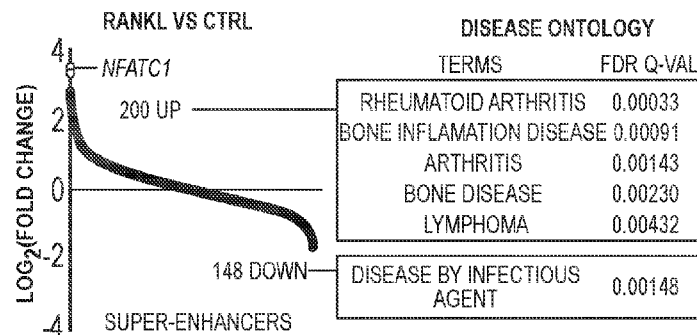 RANKL VS CTRL
LOG2(FOLD CHANGE)
4
2
0
-2
-4
NFATC1
200 UP
148 DOWN
SUPER-ENHANCERS
DISEASE ONTOLOGY
TERMS FDR Q-VAL
RHEUMATOID ARTHRITIS 0.00033
BONE INFLAMATION DISEASE 0.00091
ARTHRITIS 0.00143
BONE DISEASE 0.00230
LYMPHOMA 0.00432
DISEASE BY INFECTIOUS
AGENT 0.00148